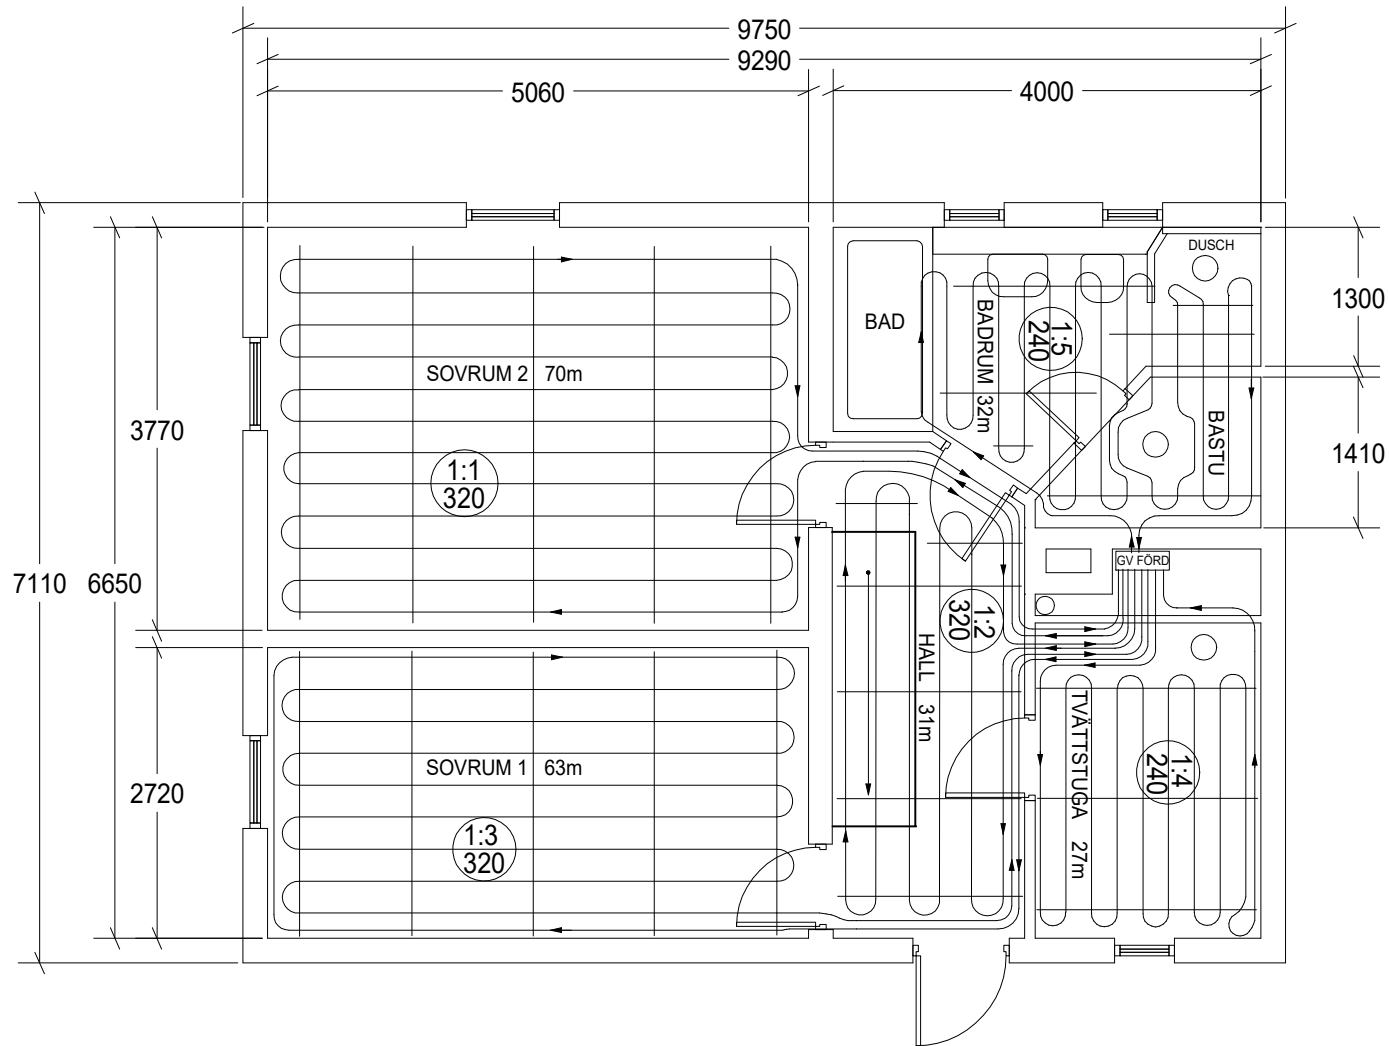 9750
9290
5060
4000
DUSCH
1300
BAD
BADRUM 32m
1:5
240
SOVRUM 2 70m
3770
BASTU
1410
1:1
320
GV FÖRD
7110
6650
1:2
320
HALL 31m
SOVRUM 1 63m
2720
TVÄTTSTUGA 27m
1:4
240
1:3
320